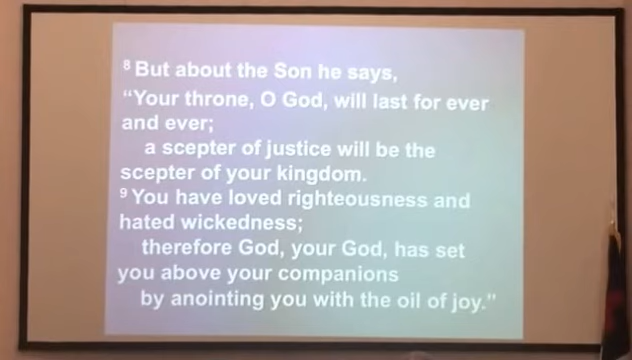 ⁸ But about the Son he says,
“Your throne, O God, will last for ever
and ever;
a scepter of justice will be the
scepter of your kingdom.
⁹ You have loved righteousness and
hated wickedness;
therefore God, your God, has set
you above your companions
by anointing you with the oil of joy.”